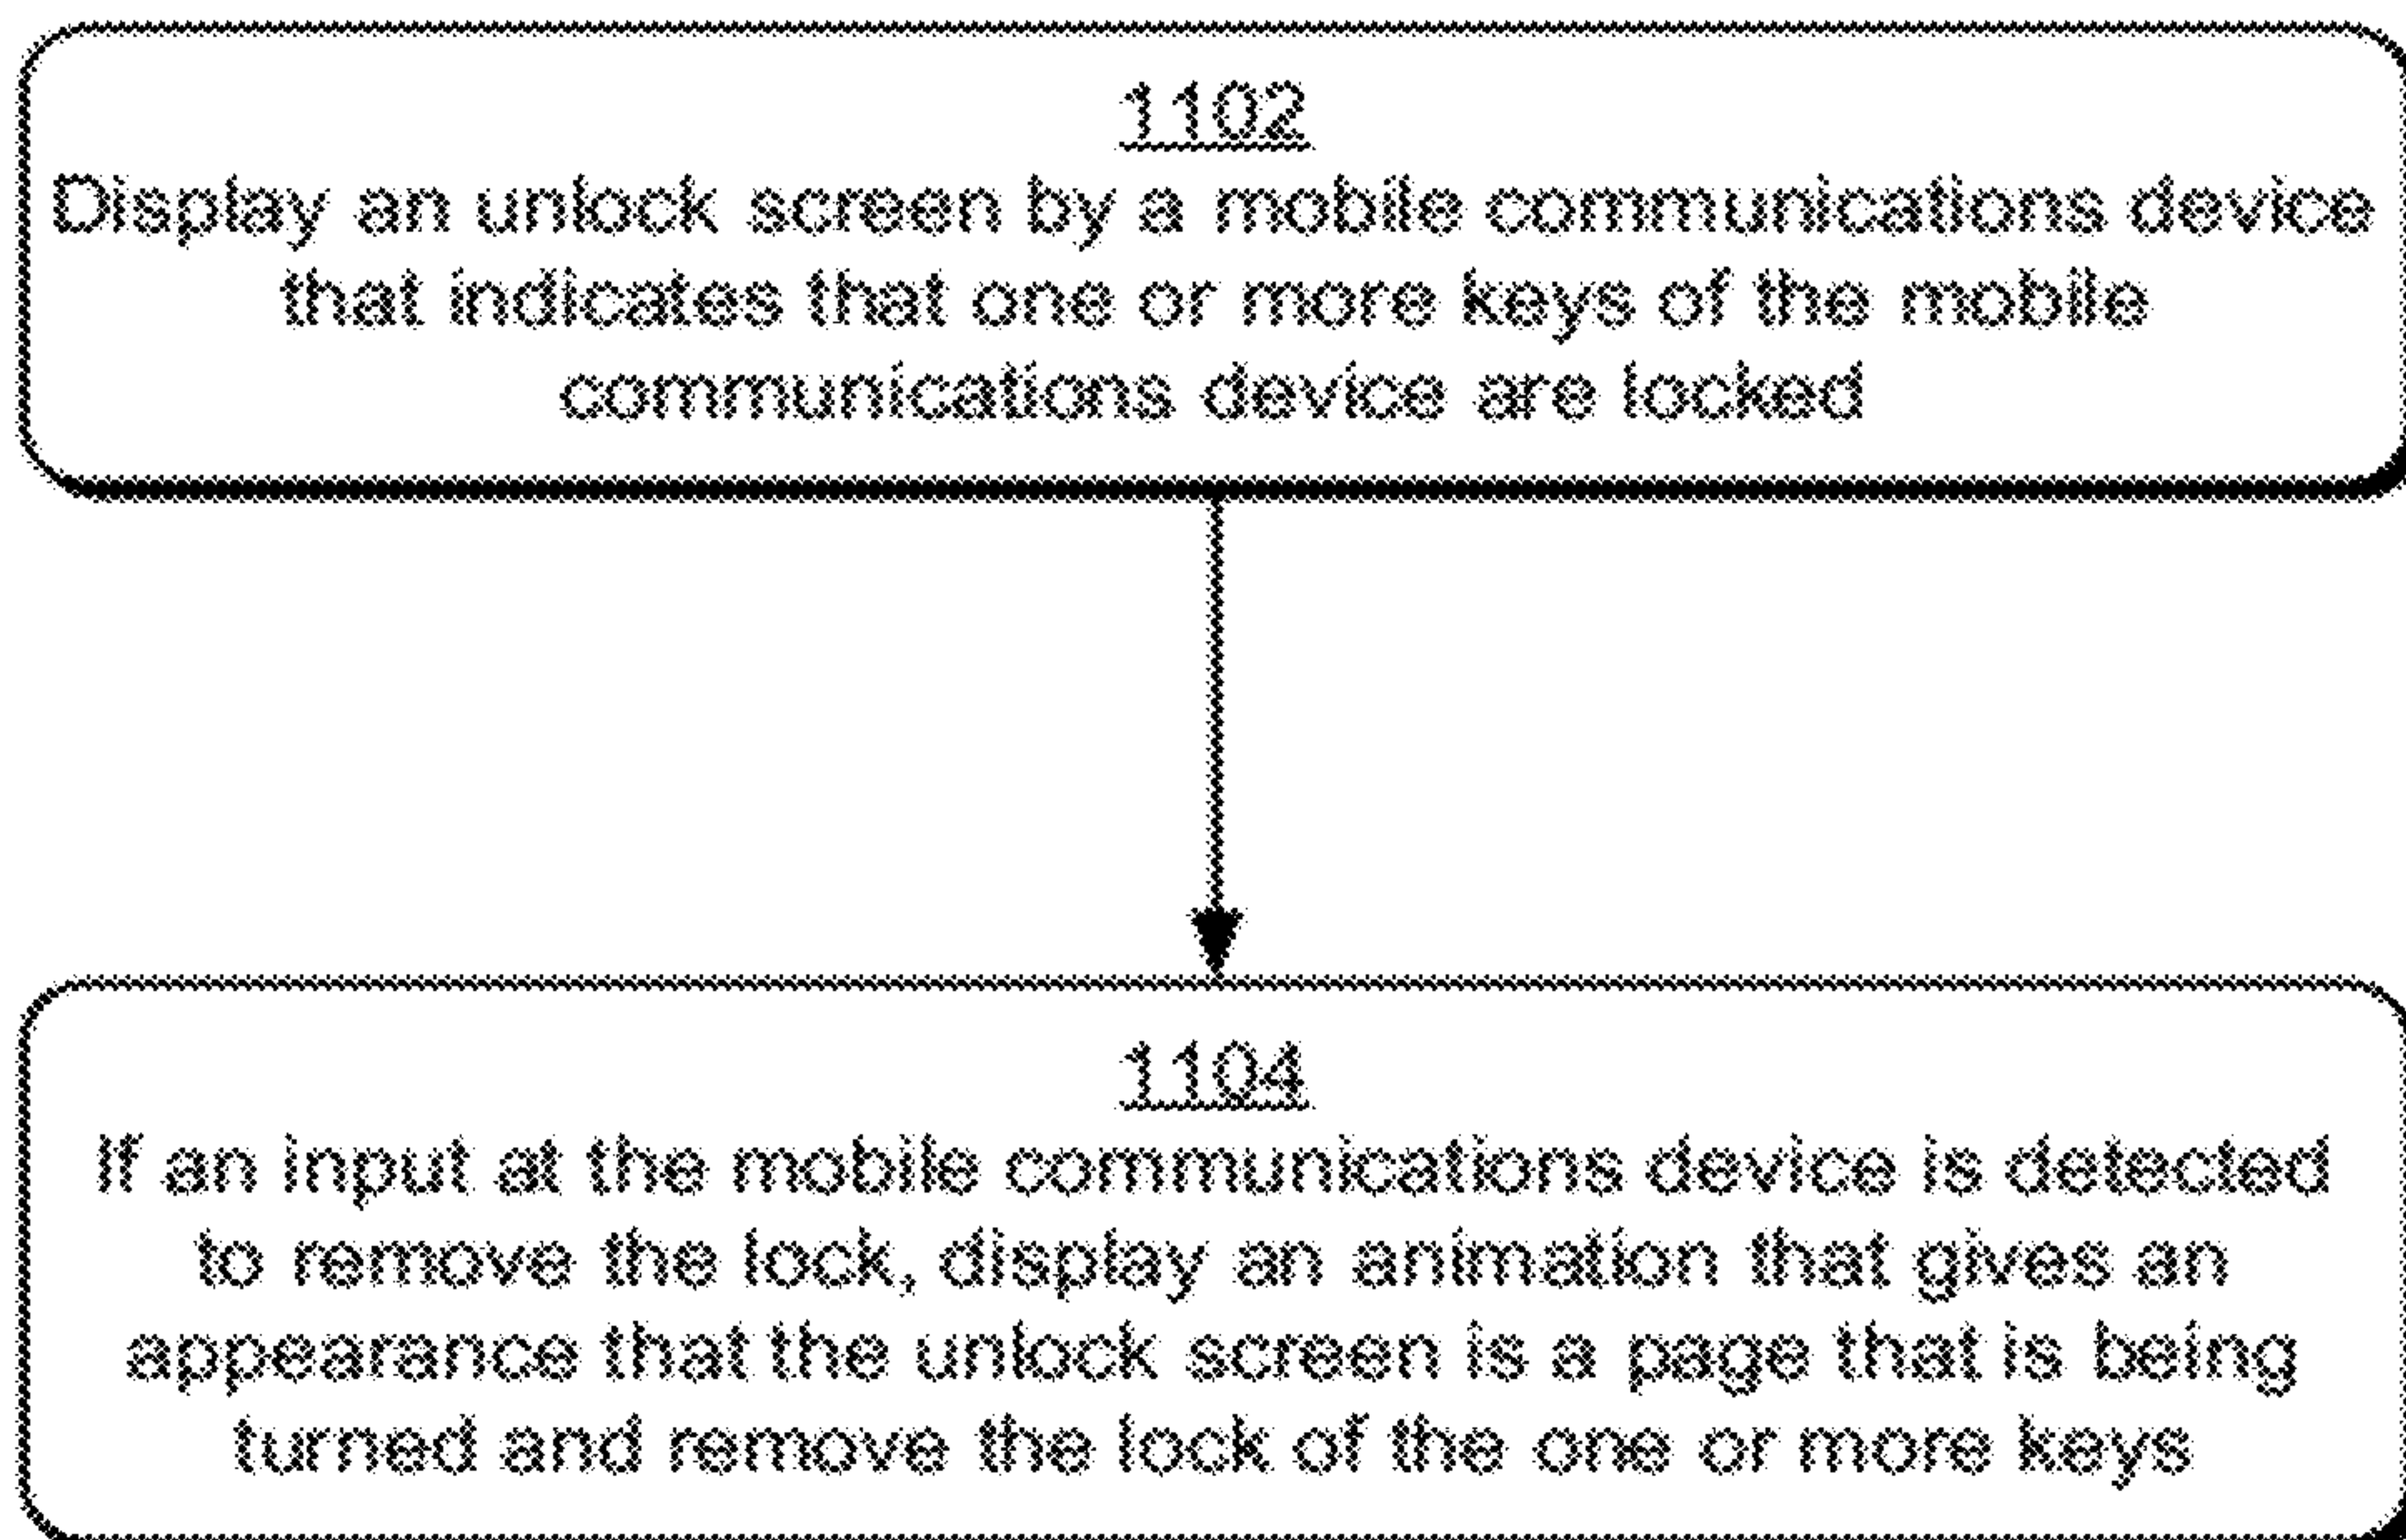 1102
Display an unlock screen by a mobile communications device
that indicates that one or more keys of the mobile
communications device are locked
1104
If an input at the mobile communications device is detected
to remove the lock, display an animation that gives an
appearance that the unlock screen is a page that is being
turned and remove the lock of the one or more keys